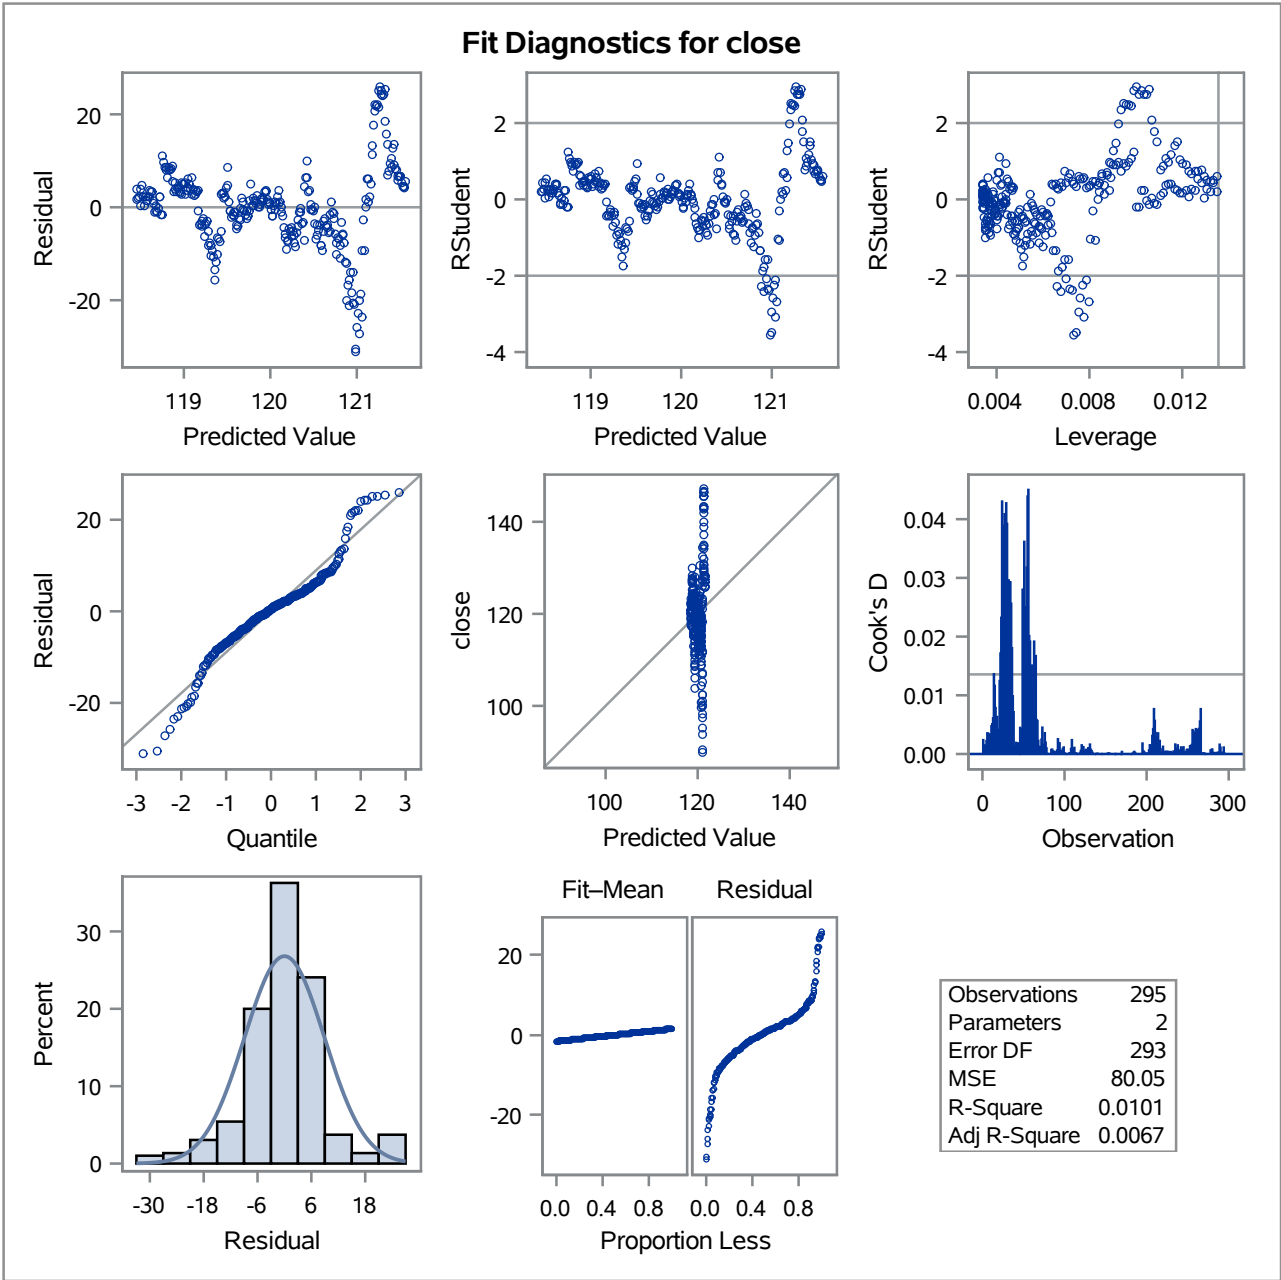 Fit Diagnostics for close
20
0
-20
Residual
119
120
121
Predicted Value
2
0
-2
-4
RStudent
119
120
121
Predicted Value
2
0
-2
-4
RStudent
0.004
0.008
0.012
Leverage
20
0
-20
Residual
-3
-2
-1
0
1
2
3
Quantile
140
120
100
close
100
120
140
Predicted Value
0.04
0.03
0.02
0.01
0.00
Cook's D
0
100
200
300
Observation
30
20
10
0
Percent
-30
-18
-6
6
18
Residual
Fit–Mean
Residual
20
0
-20
0.0
0.4
0.8
0.0
0.4
0.8
Proportion Less
Observations 295
Parameters 2
Error DF 293
MSE 80.05
R-Square 0.0101
Adj R-Square 0.0067